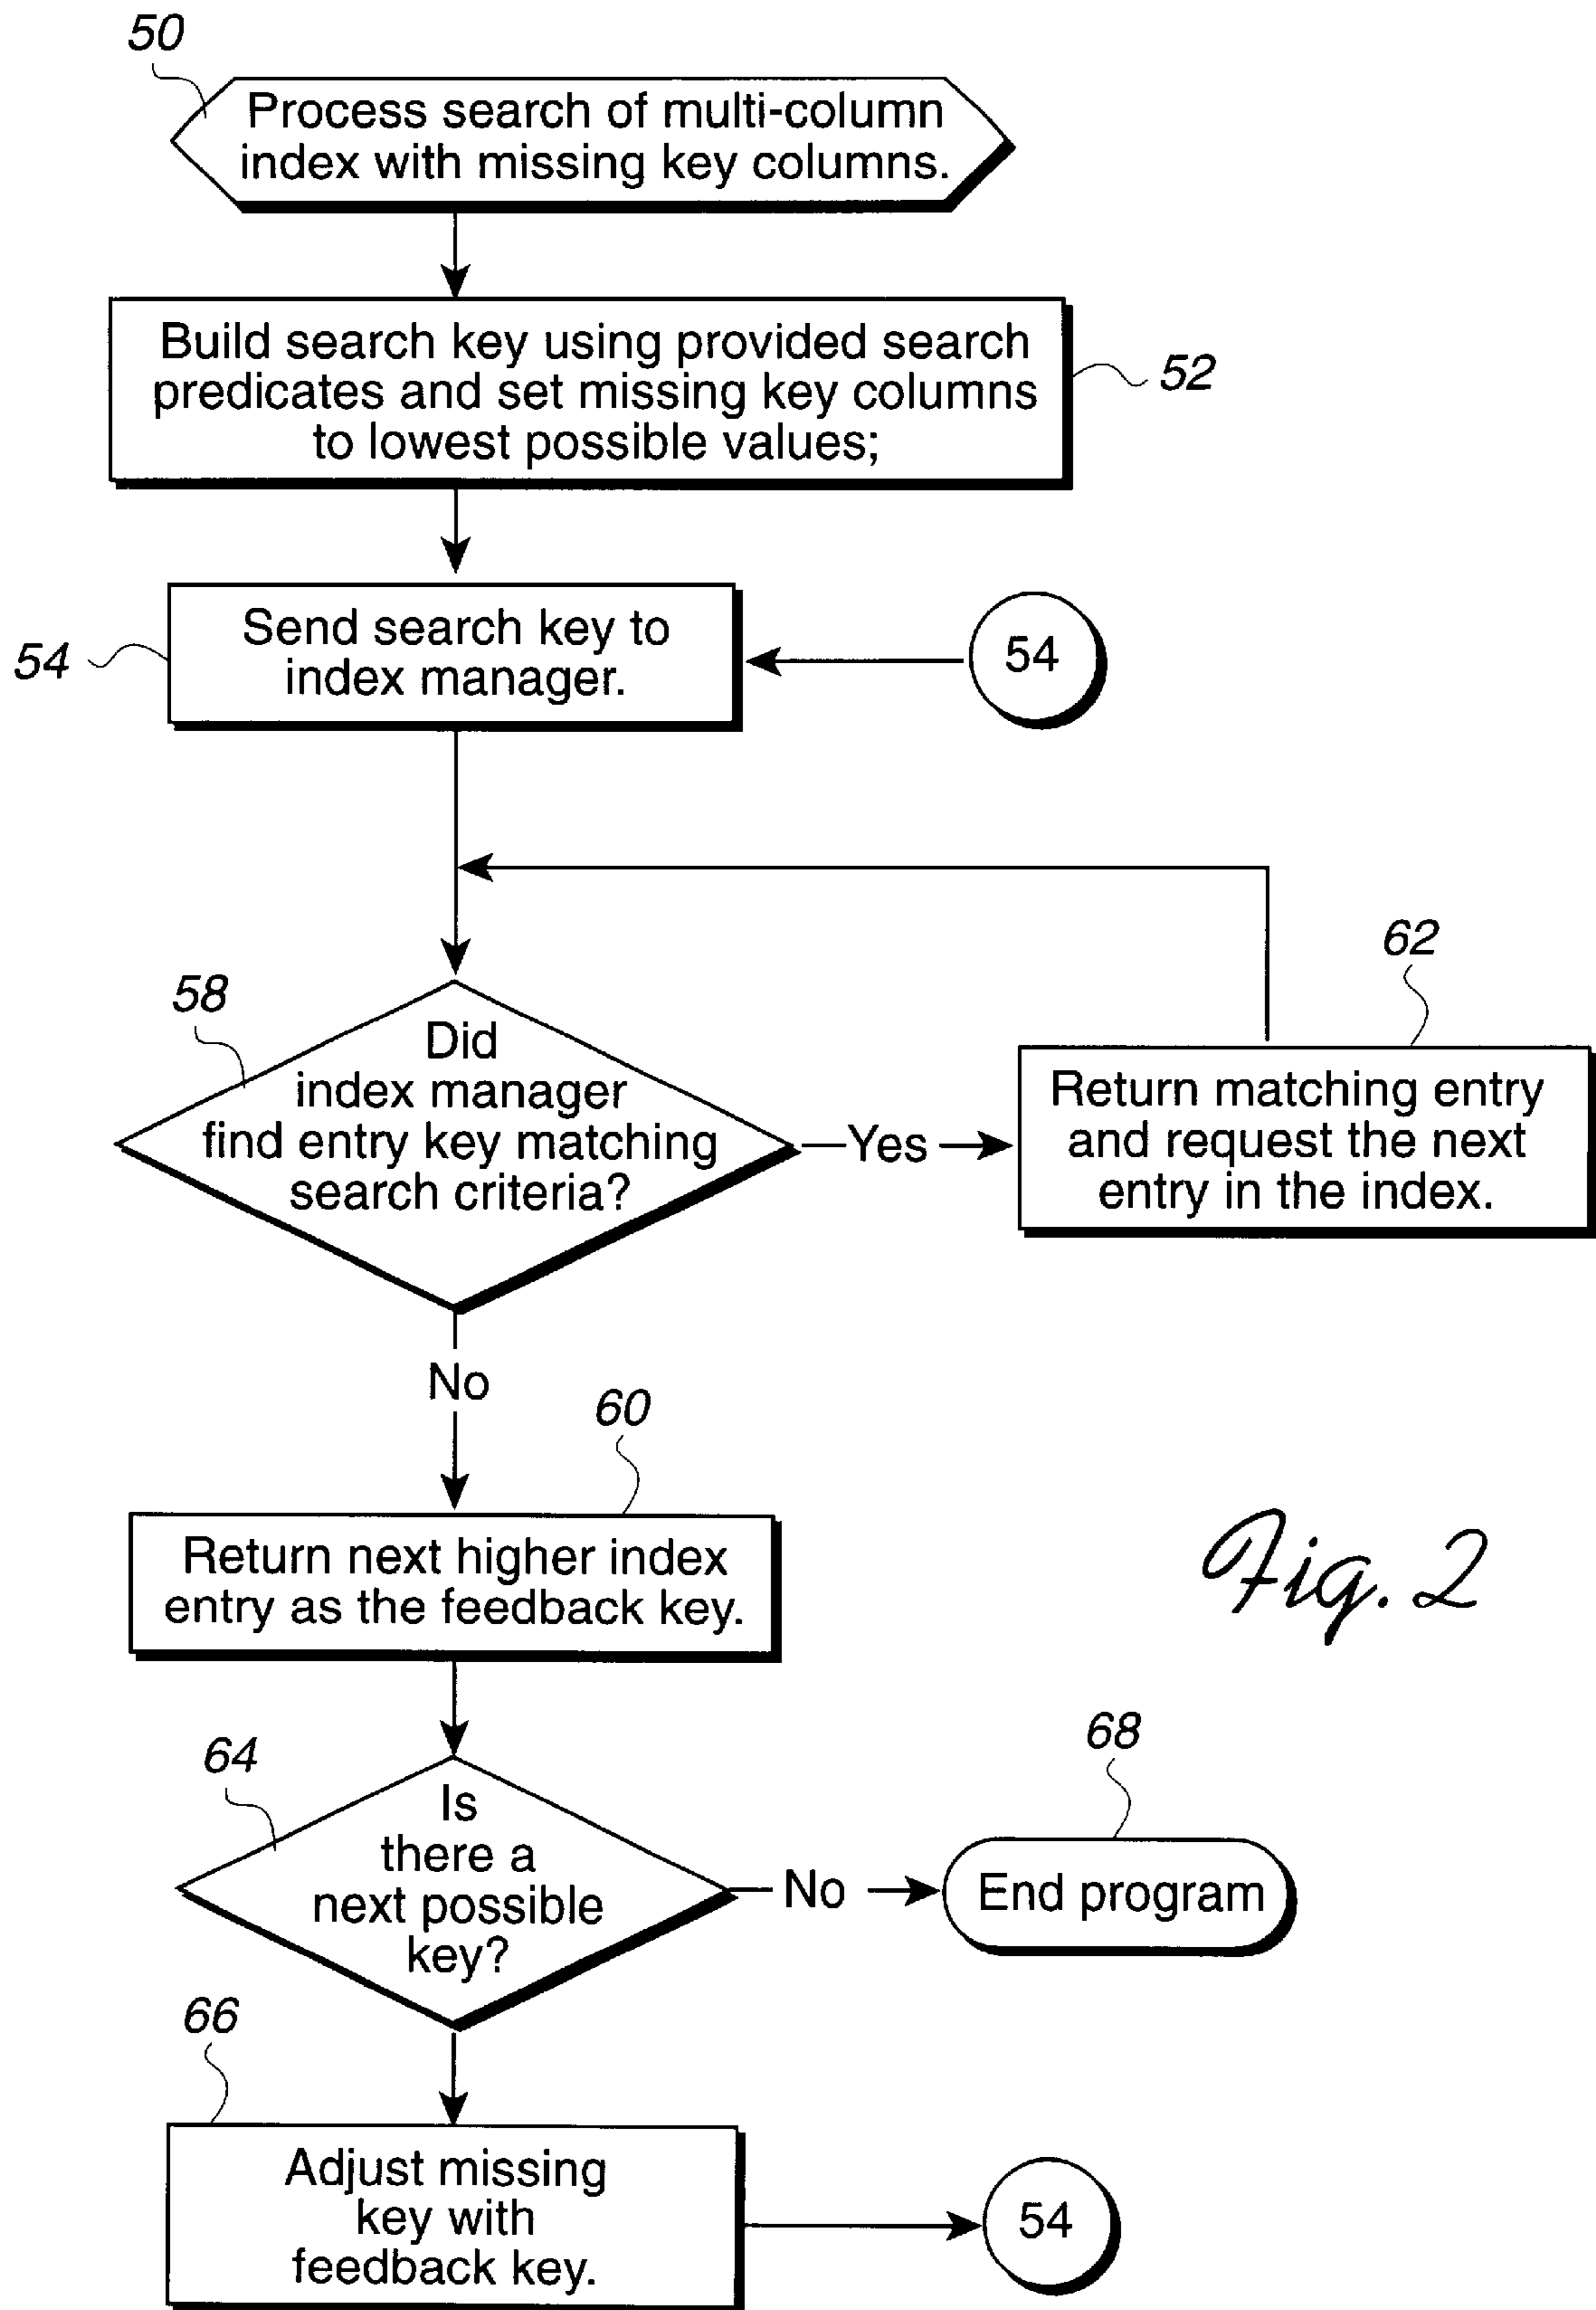 50
Process search of multi-column
index with missing key columns.
Build search key using provided search
predicates and set missing key columns
to lowest possible values;
52
54
Send search key to
index manager.
54
58
Did
index manager
find entry key matching
search criteria?
Yes
62
Return matching entry
and request the next
entry in the index.
No
60
Return next higher index
entry as the feedback key.
Fig. 2
64
Is
there a
next possible
key?
No
68
End program
66
Adjust missing
key with
feedback key.
54